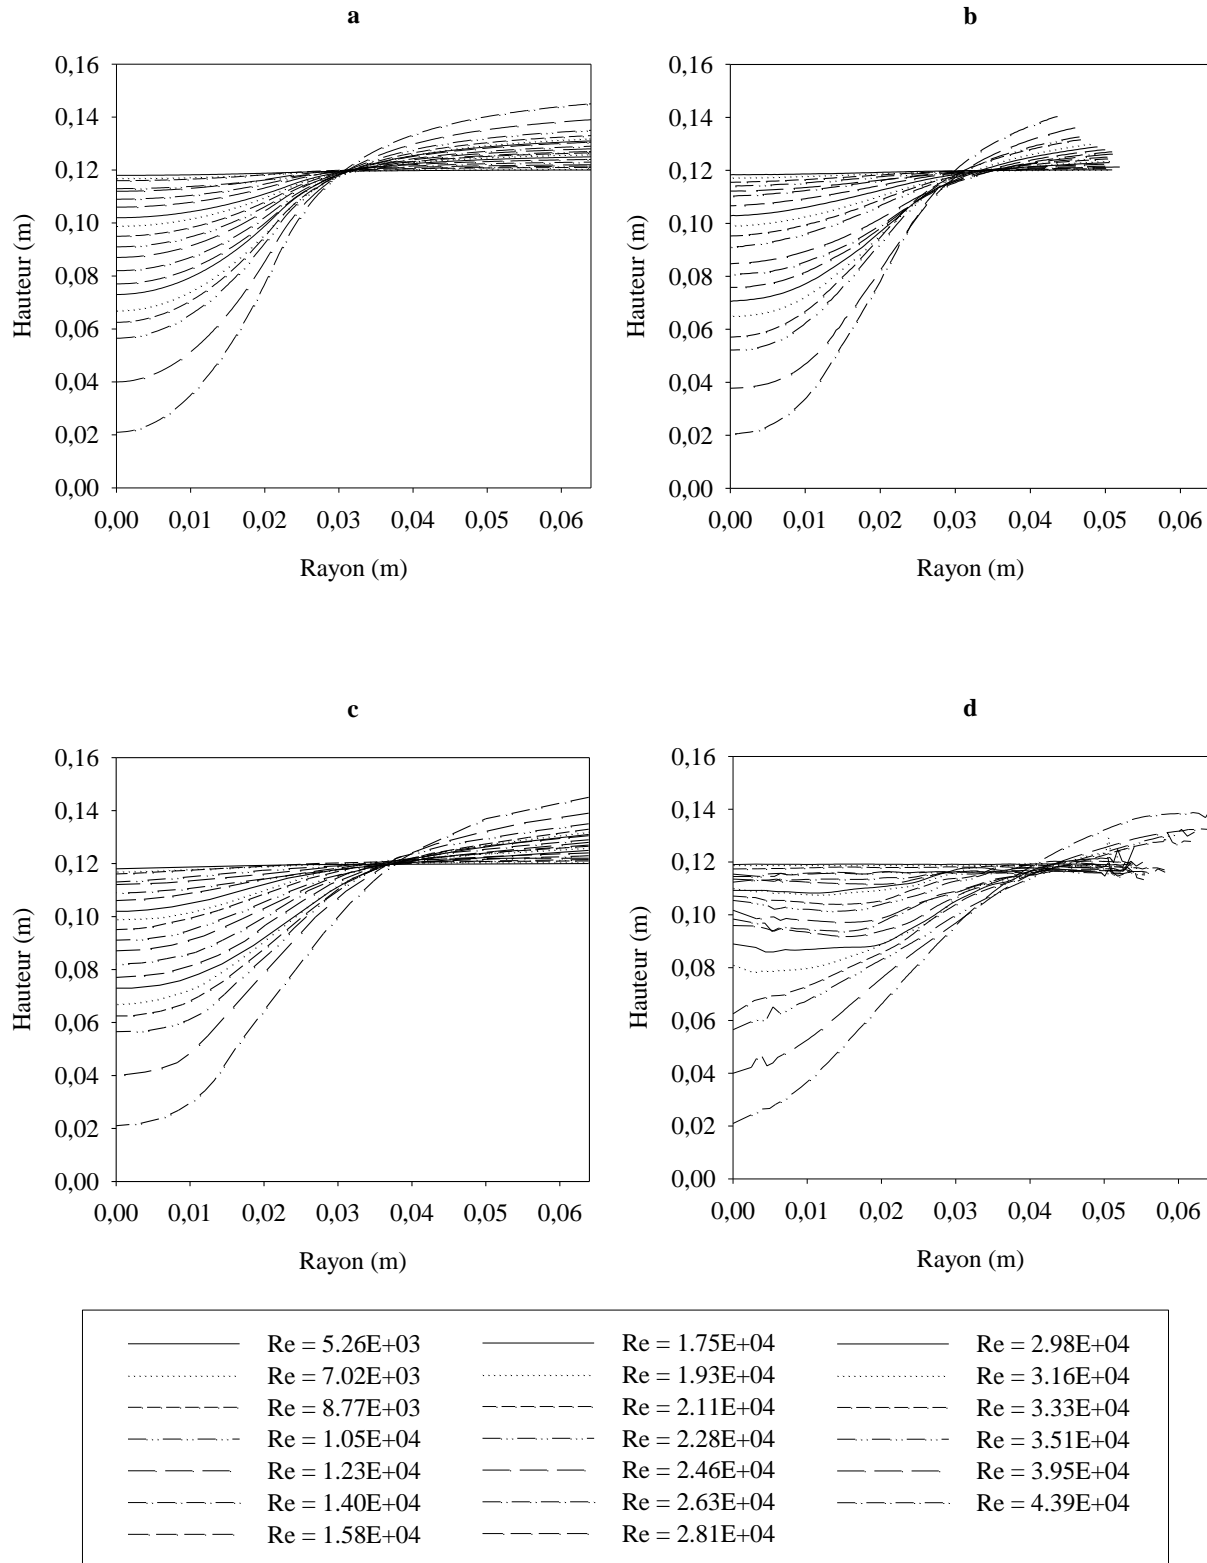 a
0,16
0,14
0,12
0,10
0,08
0,06
0,04
0,02
0,00
Hauteur (m)
0,00 0,01 0,02 0,03 0,04 0,05 0,06
Rayon (m)
b
0,16
0,14
0,12
0,10
0,08
0,06
0,04
0,02
0,00
Hauteur (m)
0,00 0,01 0,02 0,03 0,04 0,05 0,06
Rayon (m)
c
0,16
0,14
0,12
0,10
0,08
0,06
0,04
0,02
0,00
Hauteur (m)
0,00 0,01 0,02 0,03 0,04 0,05 0,06
Rayon (m)
d
0,16
0,14
0,12
0,10
0,08
0,06
0,04
0,02
0,00
Hauteur (m)
0,00 0,01 0,02 0,03 0,04 0,05 0,06
Rayon (m)
Re = 5.26E+03
Re = 7.02E+03
Re = 8.77E+03
Re = 1.05E+04
Re = 1.23E+04
Re = 1.40E+04
Re = 1.58E+04
Re = 1.75E+04
Re = 1.93E+04
Re = 2.11E+04
Re = 2.28E+04
Re = 2.46E+04
Re = 2.63E+04
Re = 2.81E+04
Re = 2.98E+04
Re = 3.16E+04
Re = 3.33E+04
Re = 3.51E+04
Re = 3.95E+04
Re = 4.39E+04